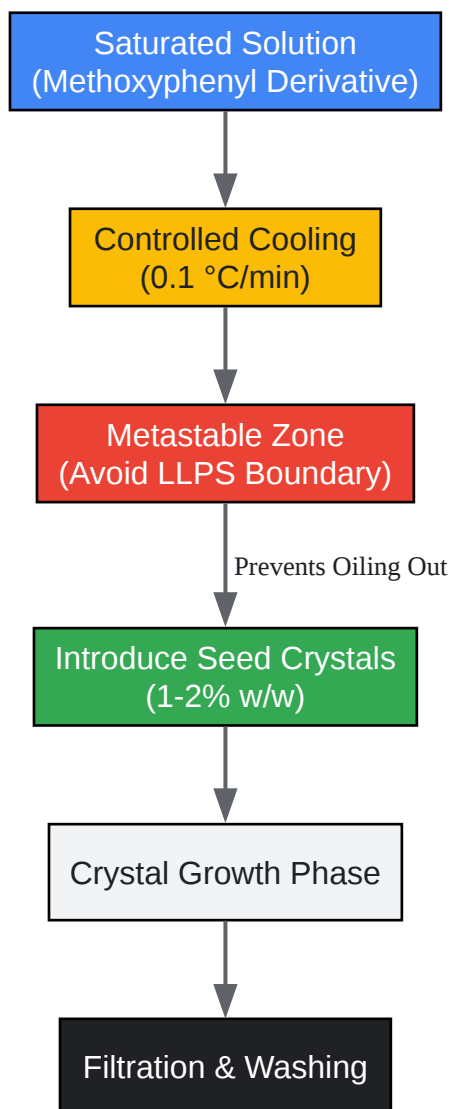 Saturated Solution
(Methoxyphenyl Derivative)
Controlled Cooling
(0.1 °C/min)
Metastable Zone
(Avoid LLPS Boundary)
Prevents Oiling Out
Introduce Seed Crystals
(1-2% w/w)
Crystal Growth Phase
Filtration & Washing